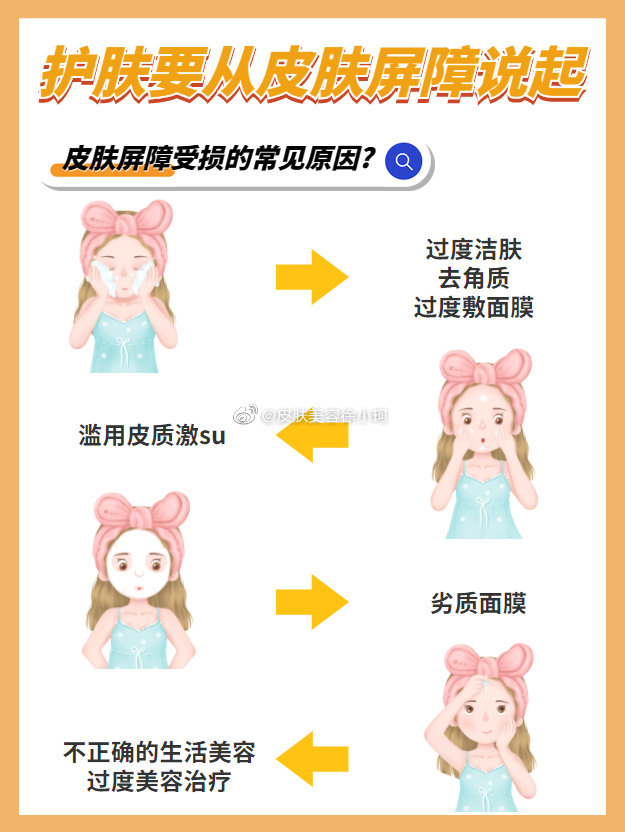 护肤要从皮肤屏障说起
皮肤屏障受损的常见原因?
过度洁肤
去角质
过度敷面膜
@皮肤美容徐小珂
滥用皮质激su
劣质面膜
不正确的生活美容
过度美容治疗